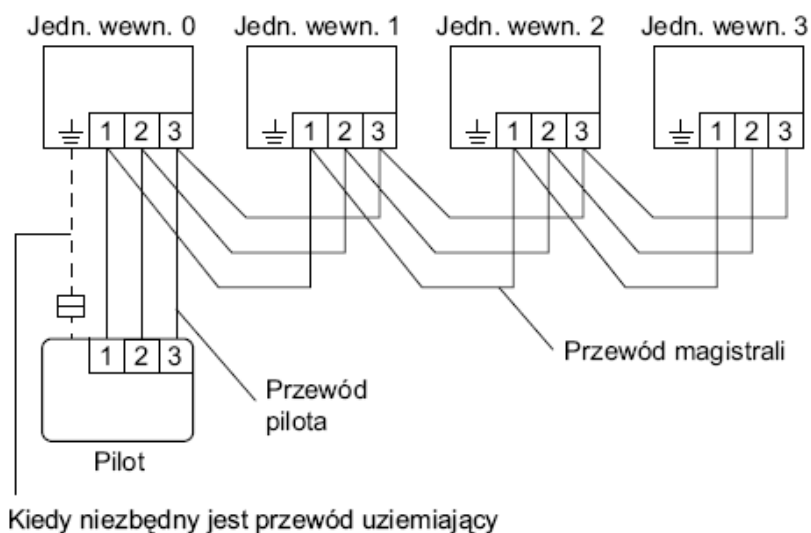 Jedn. wewn. 0 Jedn. wewn. 1 Jedn. wewn. 2 Jedn. wewn. 3
1 2 3 1 2 3 1 2 3 1 2 3
1 2 3
Przewód magistrali
Przewód
pilota
Pilot
Kiedy niezbędny jest przewód uziemiający